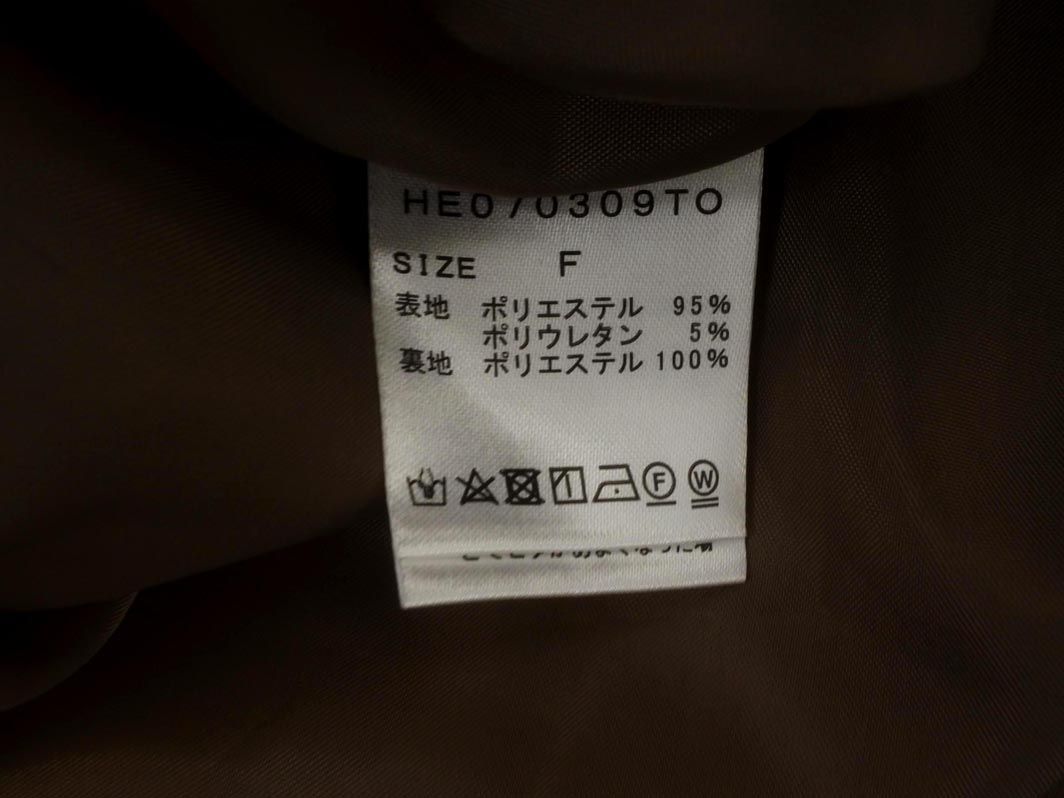 HE070309TO
SIZE F
表地 ポリエステル 95%
ポリウレタン 5%
裏地 ポリエステル 100%
F W